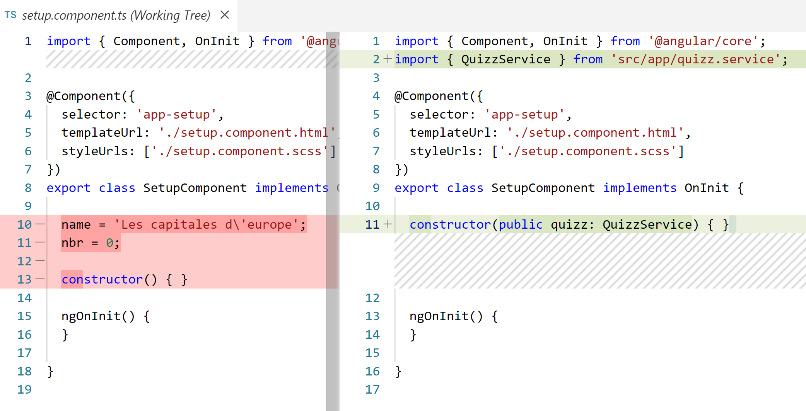 TS setup.component.ts (Working Tree) ×
1 import { Component, OnInit } from '@ang
2
3 @Component({
4 selector: 'app-setup',
5 templateUrl: './setup.component.html',
6 styleUrls: ['./setup.component.scss']
7 })
8 export class SetupComponent implements
9
10 — name = 'Les capitales d\'europe';
11 — nbr = 0;
12 —
13 — constructor() { }
14
15 ngOnInit() {
16 }
17
18 }
19
1 import { Component, OnInit } from '@angular/core';
2 + import { QuizzService } from 'src/app/quizz.service';
3
4 @Component({
5 selector: 'app-setup',
6 templateUrl: './setup.component.html',
7 styleUrls: ['./setup.component.scss']
8 })
9 export class SetupComponent implements OnInit {
10
11 + constructor(public quizz: QuizzService) { }
12
13 ngOnInit() {
14 }
15
16 }
17